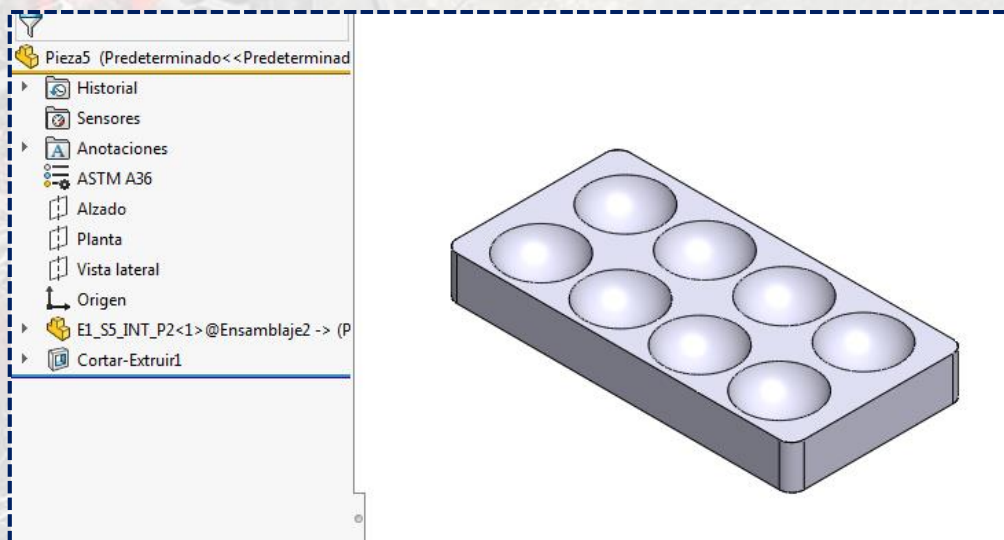 Pieza5 (Predeterminado<<Predeterminad
Historial
Sensores
Anotaciones
ASTM A36
Alzado
Planta
Vista lateral
Origen
E1_S5_INT_P2<1>@Ensamblaje2 -> (P
Cortar-Extruir1